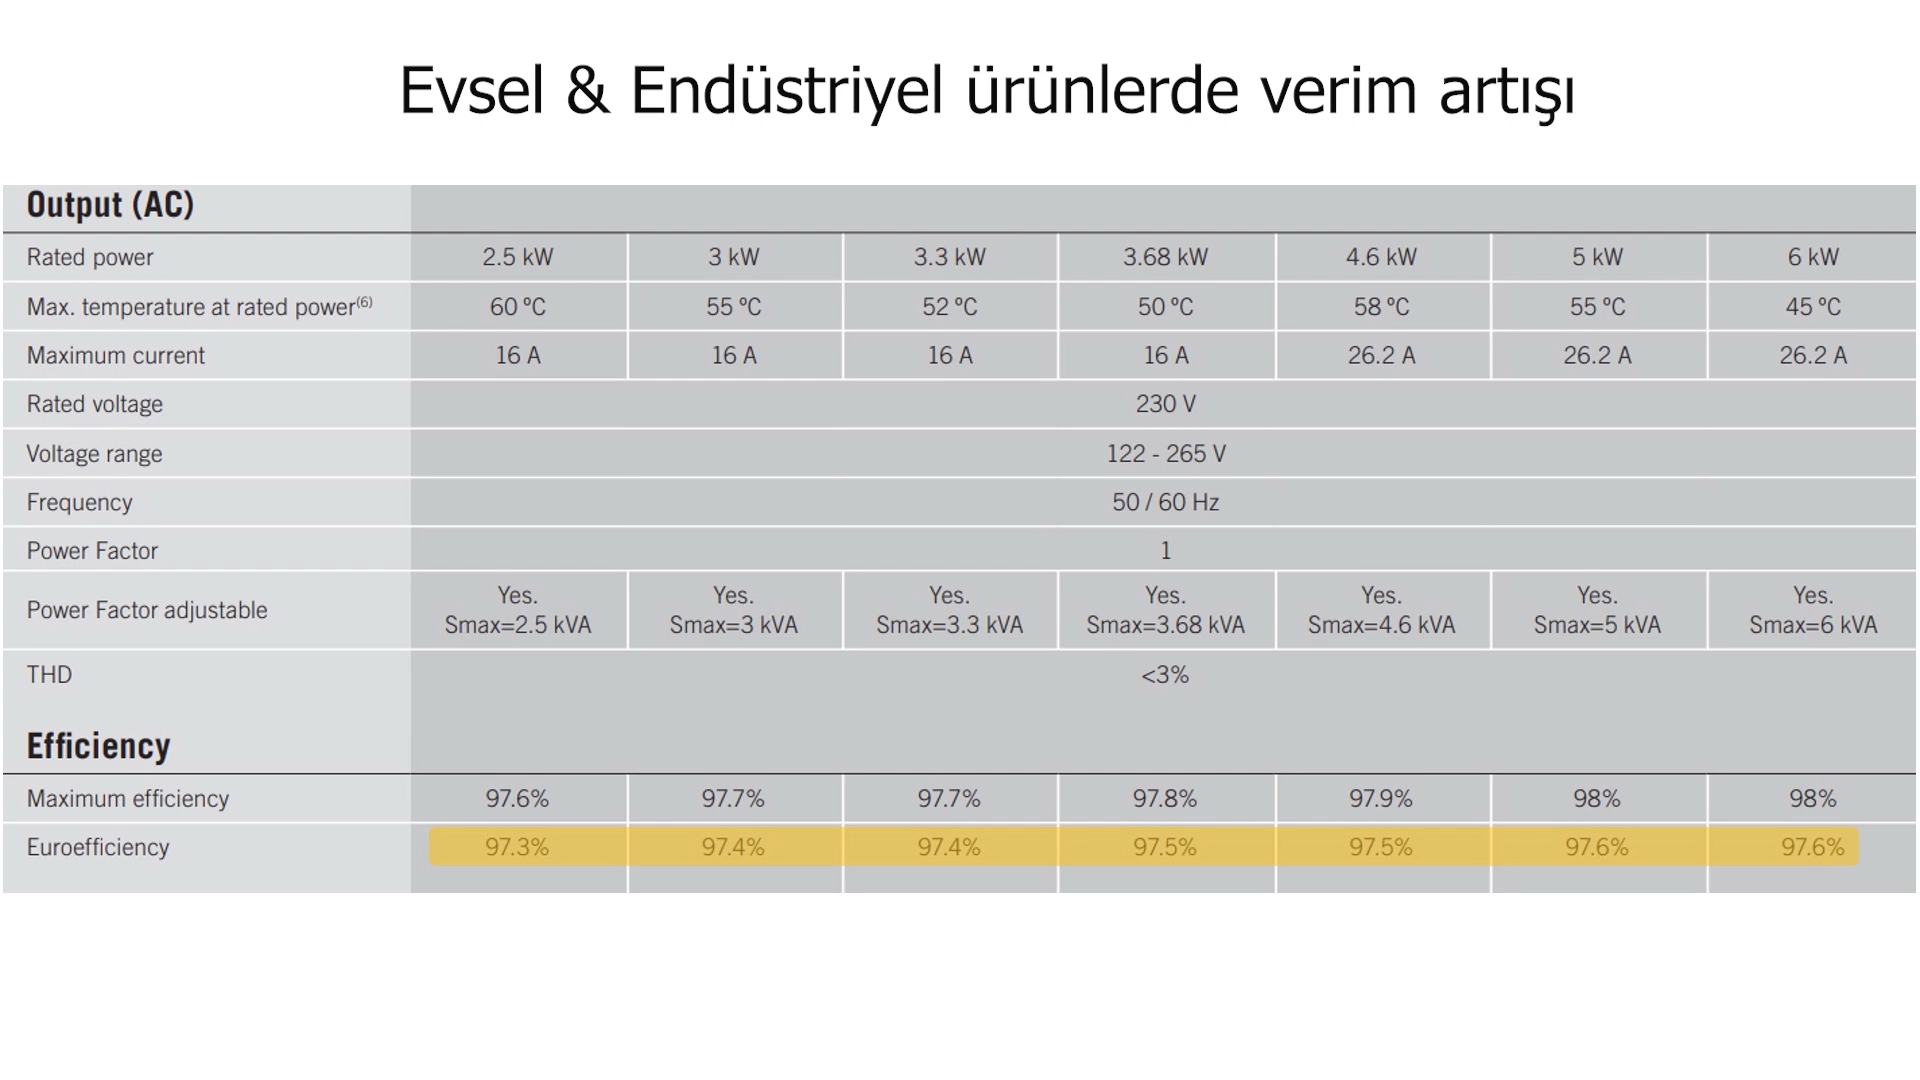 Evsel & Endüstriyel ürünlerde verim artışı
Output (AC)
Rated power 2.5 kW 3 kW 3.3 kW 3.68 kW 4.6 kW 5 kW 6 kW
Max. temperature at rated power(6) 60 ºC 55 ºC 52 ºC 50 ºC 58 ºC 55 ºC 45 ºC
Maximum current 16 A 16 A 16 A 16 A 26.2 A 26.2 A 26.2 A
Rated voltage 230 V
Voltage range 122 - 265 V
Frequency 50 / 60 Hz
Power Factor 1
Power Factor adjustable Yes. Yes. Yes. Yes. Yes. Yes. Yes.
Smax=2.5 kVA Smax=3 kVA Smax=3.3 kVA Smax=3.68 kVA Smax=4.6 kVA Smax=5 kVA Smax=6 kVA
THD <3%
Efficiency
Maximum efficiency 97.6% 97.7% 97.7% 97.8% 97.9% 98% 98%
Euroefficiency 97.3% 97.4% 97.4% 97.5% 97.5% 97.6% 97.6%